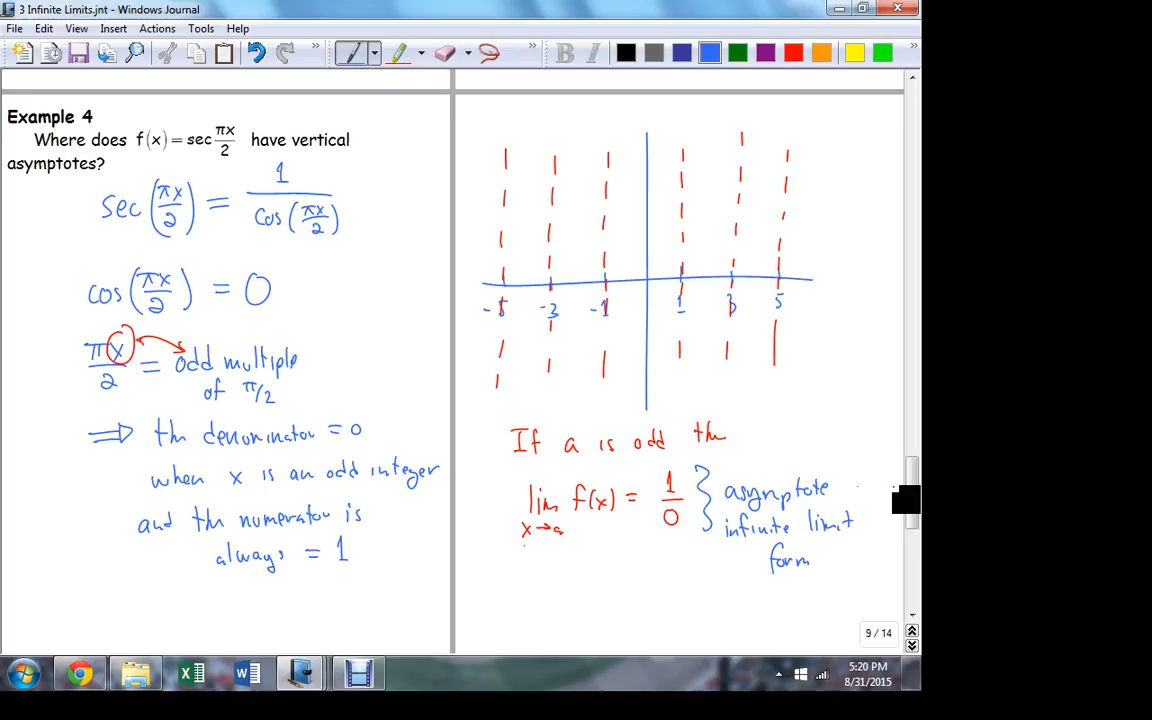 3 Infinite Limits.jnt - Windows Journal
File Edit View Insert Actions Tools Help
Example 4
Where does f(x) = sec πx/2 have vertical
asymptotes?
sec(πx/2) = 1/cos(πx/2)
cos(πx/2) = 0
πx/2 = odd multiple
of π/2
⟹ the denominator = 0
when x is an odd integer
and the numerator is
always = 1
-5 -3 -1 1 3 5
If a is odd the
lim x→a f(x) = 1/0 } asymptote
infinite limit
form
9 / 14
5:20 PM
8/31/2015